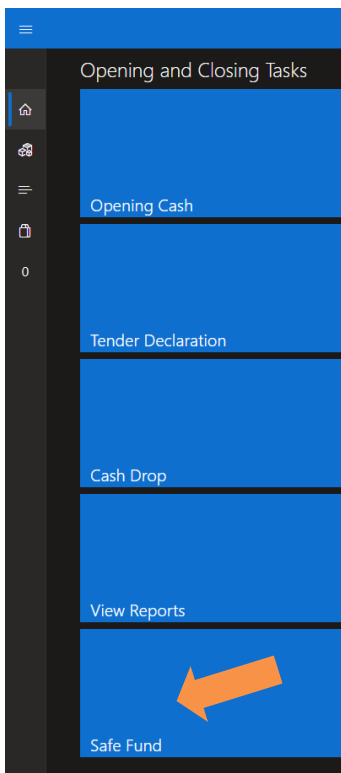 Opening and Closing Tasks
Opening Cash
0
Tender Declaration
Cash Drop
View Reports
Safe Fund